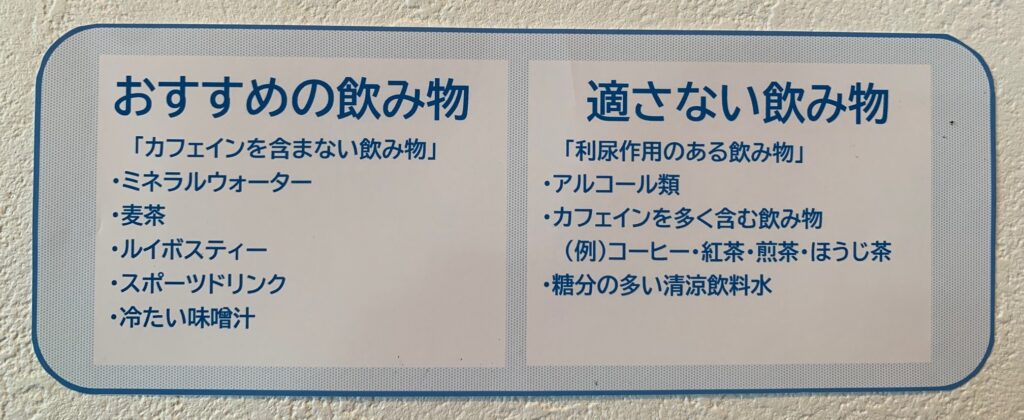 おすすめの飲み物
「カフェインを含まない飲み物」
・ミネラルウォーター
・麦茶
・ルイボスティー
・スポーツドリンク
・冷たい味噌汁
適さない飲み物
「利尿作用のある飲み物」
・アルコール類
・カフェインを多く含む飲み物
（例）コーヒー・紅茶・煎茶・ほうじ茶
・糖分の多い清涼飲料水